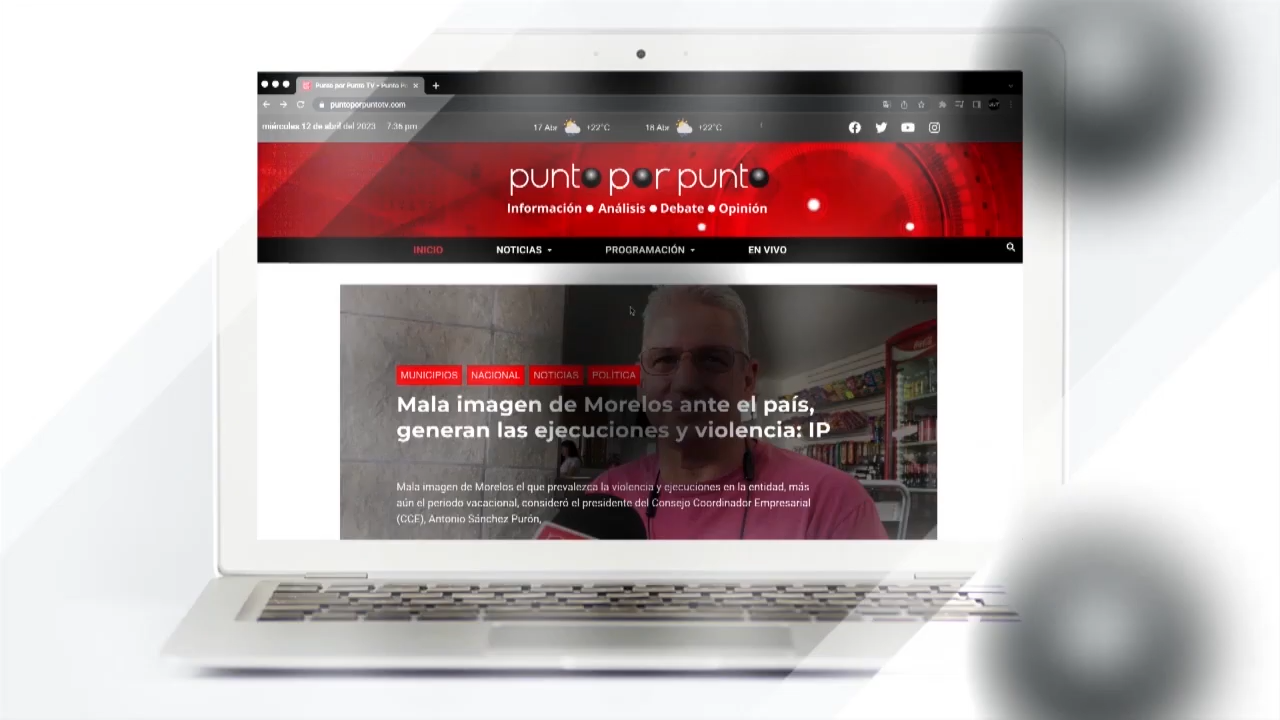 Punto por Punto TV - Punto Po
puntoporpuntotv.com
miércoles 12 de abril del 2023 7:36 pm
17 Abr +22°C 18 Abr +22°C
punto por punto
Información ● Análisis ● Debate ● Opinión
INICIO NOTICIAS PROGRAMACIÓN EN VIVO
MUNICIPIOS NACIONAL NOTICIAS POLÍTICA
Mala imagen de Morelos ante el país,
generan las ejecuciones y violencia: IP
Mala imagen de Morelos el que prevalezca la violencia y ejecuciones en la entidad, más
aún el periodo vacacional, consideró el presidente del Consejo Coordinador Empresarial
(CCE), Antonio Sánchez Purón,